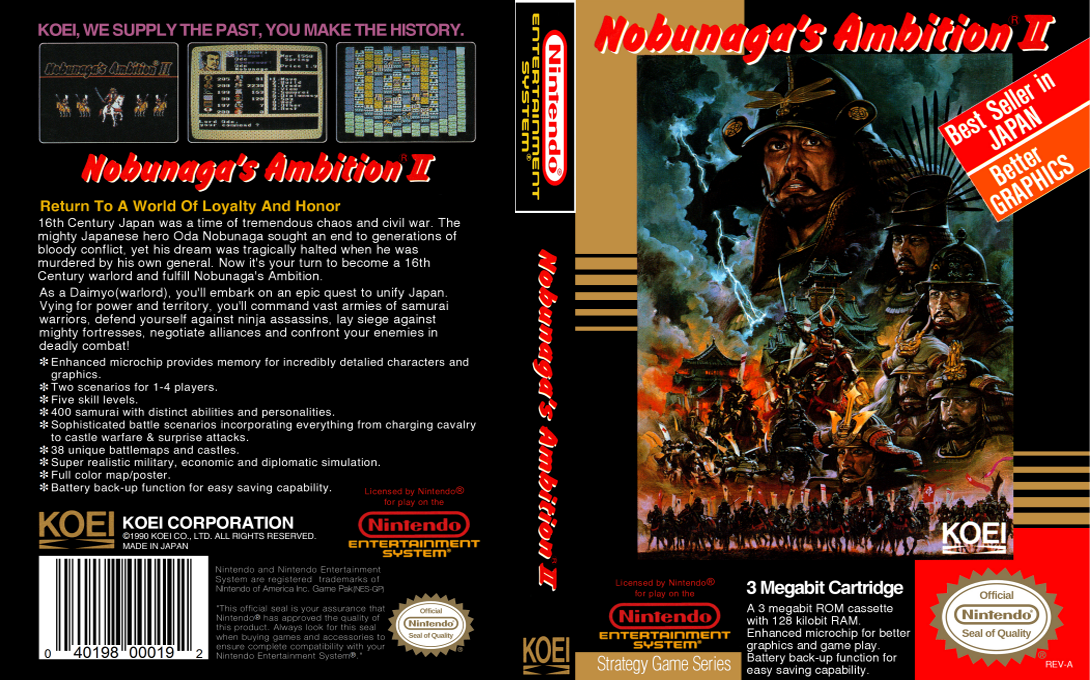 KOEI, WE SUPPLY THE PAST, YOU MAKE THE HISTORY.
Nobunaga's Ambition® II
Nobunaga's Ambition® II
Return To A World Of Loyalty And Honor
16th Century Japan was a time of tremendous chaos and civil war. The
mighty Japanese hero Oda Nobunaga sought an end to generations of
bloody conflict, yet his dream was tragically halted when he was
murdered by his own general. Now it's your turn to become a 16th
Century warlord and fulfill Nobunaga's Ambition.
As a Daimyo(warlord), you'll embark on an epic quest to unify Japan.
Vying for power and territory, you'll command vast armies of samurai
warriors, defend yourself against ninja assassins, lay siege against
mighty fortresses, negotiate alliances and confront your enemies in
deadly combat!
✻ Enhanced microchip provides memory for incredibly detalied characters and
graphics.
✻ Two scenarios for 1-4 players.
✻ Five skill levels.
✻ 400 samurai with distinct abilities and personalities.
✻ Sophisticated battle scenarios incorporating everything from charging cavalry
to castle warfare & surprise attacks.
✻ 38 unique battlemaps and castles.
✻ Super realistic military, economic and diplomatic simulation.
✻ Full color map/poster.
✻ Battery back-up function for easy saving capability.
Licensed by Nintendo®
for play on the
Nintendo®
ENTERTAINMENT
SYSTEM®
KOEI
KOEI CORPORATION
©1990 KOEI CO., LTD. ALL RIGHTS RESERVED.
MADE IN JAPAN
0 40198 00019 2
Nintendo and Nintendo Entertainment
System are registered trademarks of
Nintendo of America Inc. Game Pak(NES-GP)
"This official seal is your assurance that
Nintendo® has approved the quality of
this product. Always look for this seal
when buying games and accessories to
ensure complete compatibility with your
Nintendo Entertainment System®."
Official
Nintendo®
Seal of Quality
Nintendo®
ENTERTAINMENT
SYSTEM®
Nobunaga's Ambition® II
KOEI
Nobunaga's Ambition® II
Best Seller in
JAPAN
Better
GRAPHICS
KOEI
Licensed by Nintendo®
for play on the
Nintendo®
ENTERTAINMENT
SYSTEM®
Strategy Game Series
3 Megabit Cartridge
A 3 megabit ROM cassette
with 128 kilobit RAM.
Enhanced microchip for better
graphics and game play.
Battery back-up function for
easy saving capability.
Official
Nintendo®
Seal of Quality
REV-A